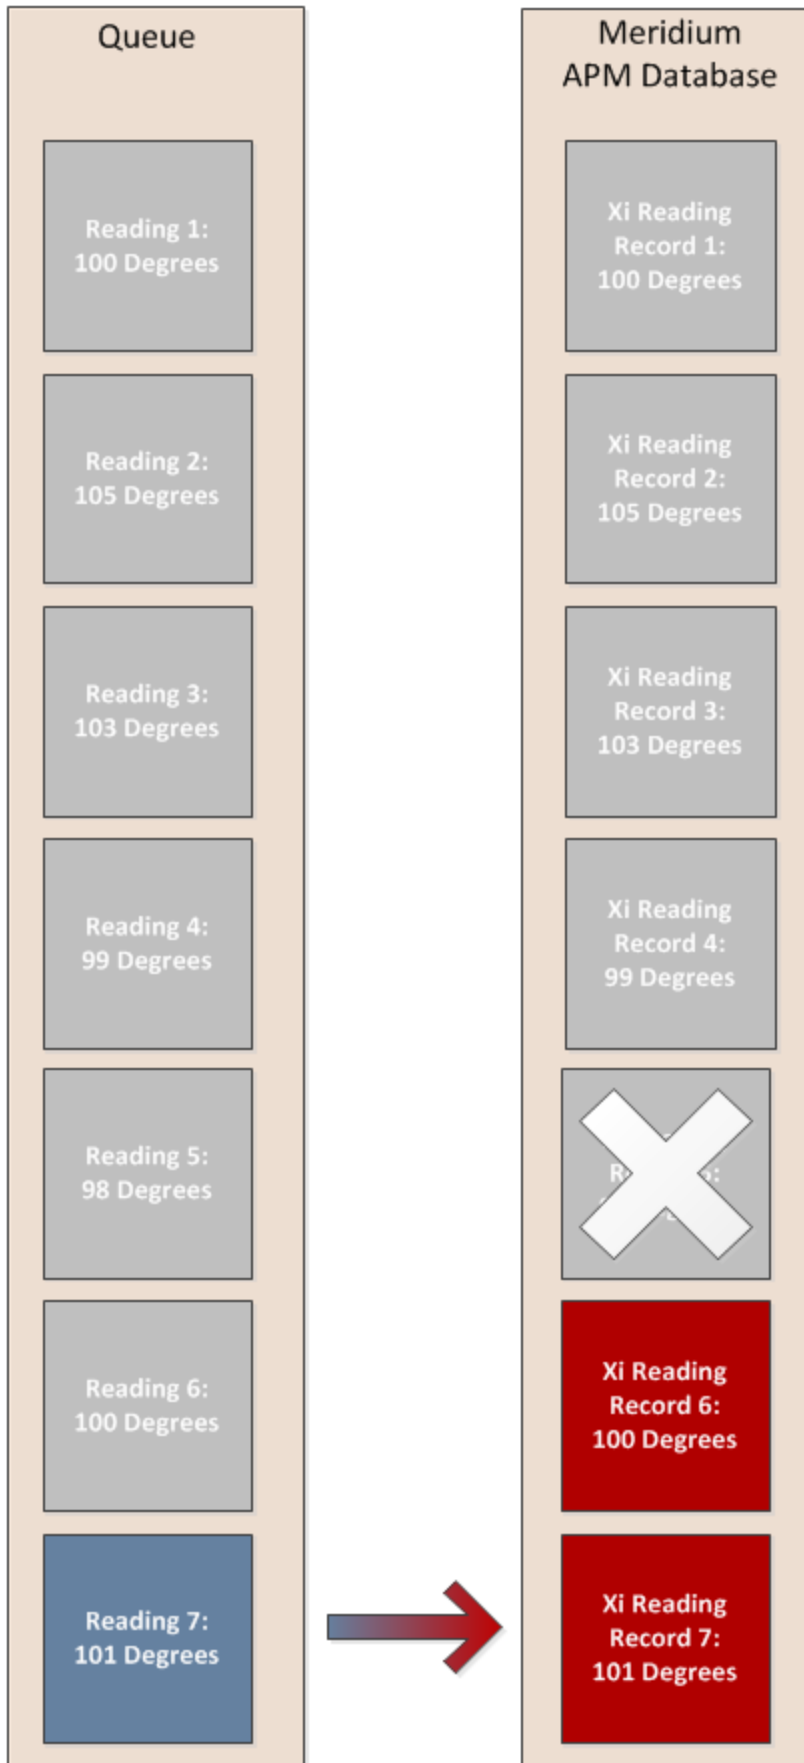 Queue
Reading 1:
100 Degrees
Reading 2:
105 Degrees
Reading 3:
103 Degrees
Reading 4:
99 Degrees
Reading 5:
98 Degrees
Reading 6:
100 Degrees
Reading 7:
101 Degrees
Meridium
APM Database
Xi Reading
Record 1:
100 Degrees
Xi Reading
Record 2:
105 Degrees
Xi Reading
Record 3:
103 Degrees
Xi Reading
Record 4:
99 Degrees
Xi Reading
Record 6:
100 Degrees
Xi Reading
Record 7:
101 Degrees